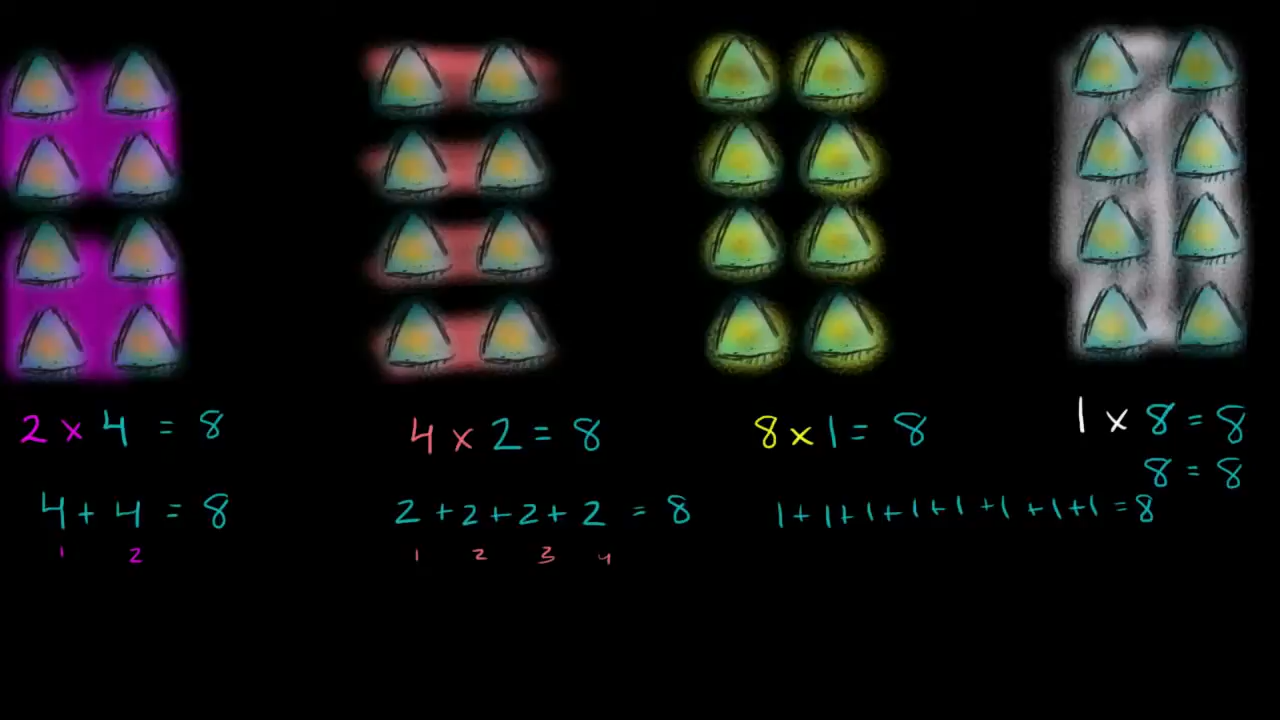 2 x 4 = 8
4 + 4 = 8
1 2
4 x 2 = 8
2 + 2 + 2 + 2 = 8
1 2 3 4
8 x 1 = 8
1 + 1 + 1 + 1 + 1 + 1 + 1 + 1 = 8
1 x 8 = 8
8 = 8